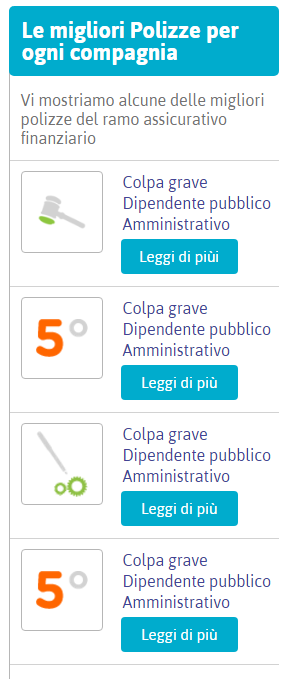 Le migliori Polizze per
ogni compagnia
Vi mostriamo alcune delle migliori
polizze del ramo assicurativo
finanziario
Colpa grave
Dipendente pubblico
Amministrativo
Leggi di piùi
5°
Colpa grave
Dipendente pubblico
Amministrativo
Leggi di più
Colpa grave
Dipendente pubblico
Amministrativo
Leggi di più
5°
Colpa grave
Dipendente pubblico
Amministrativo
Leggi di più